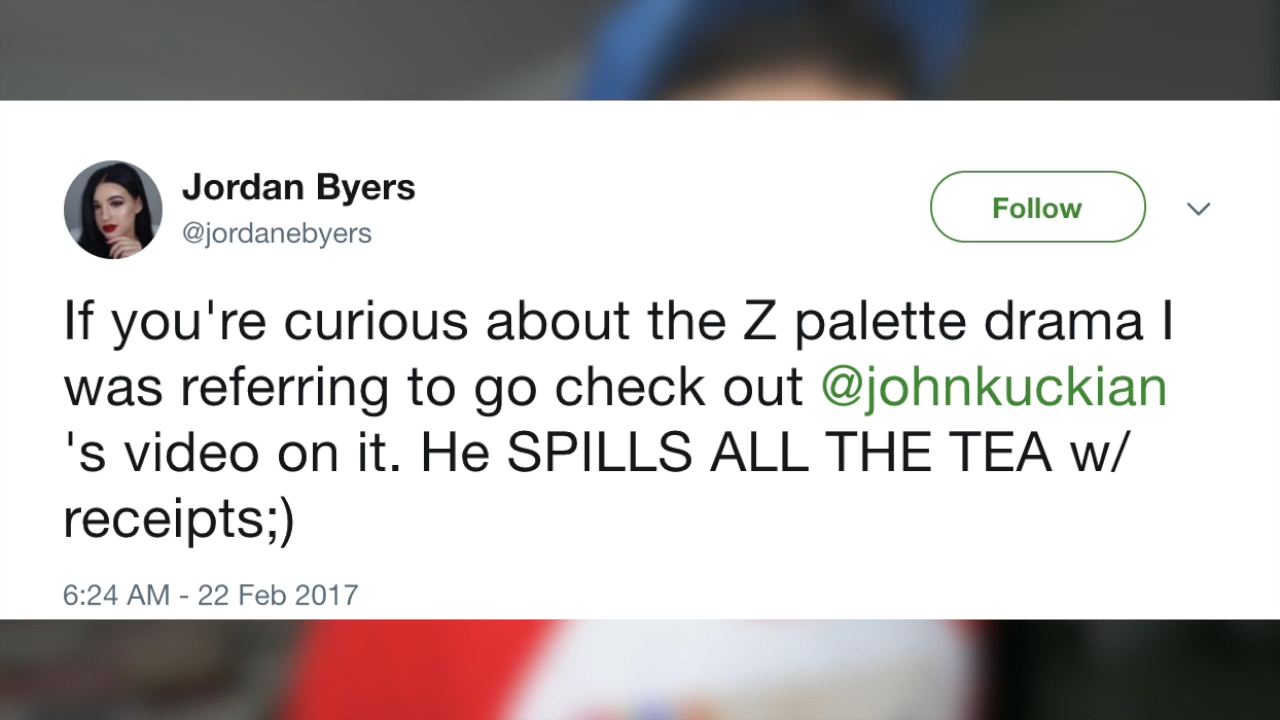 Jordan Byers
@jordanebyers
Follow
If you're curious about the Z palette drama I
was referring to go check out @johnkuckian
's video on it. He SPILLS ALL THE TEA w/
receipts;)
6:24 AM - 22 Feb 2017